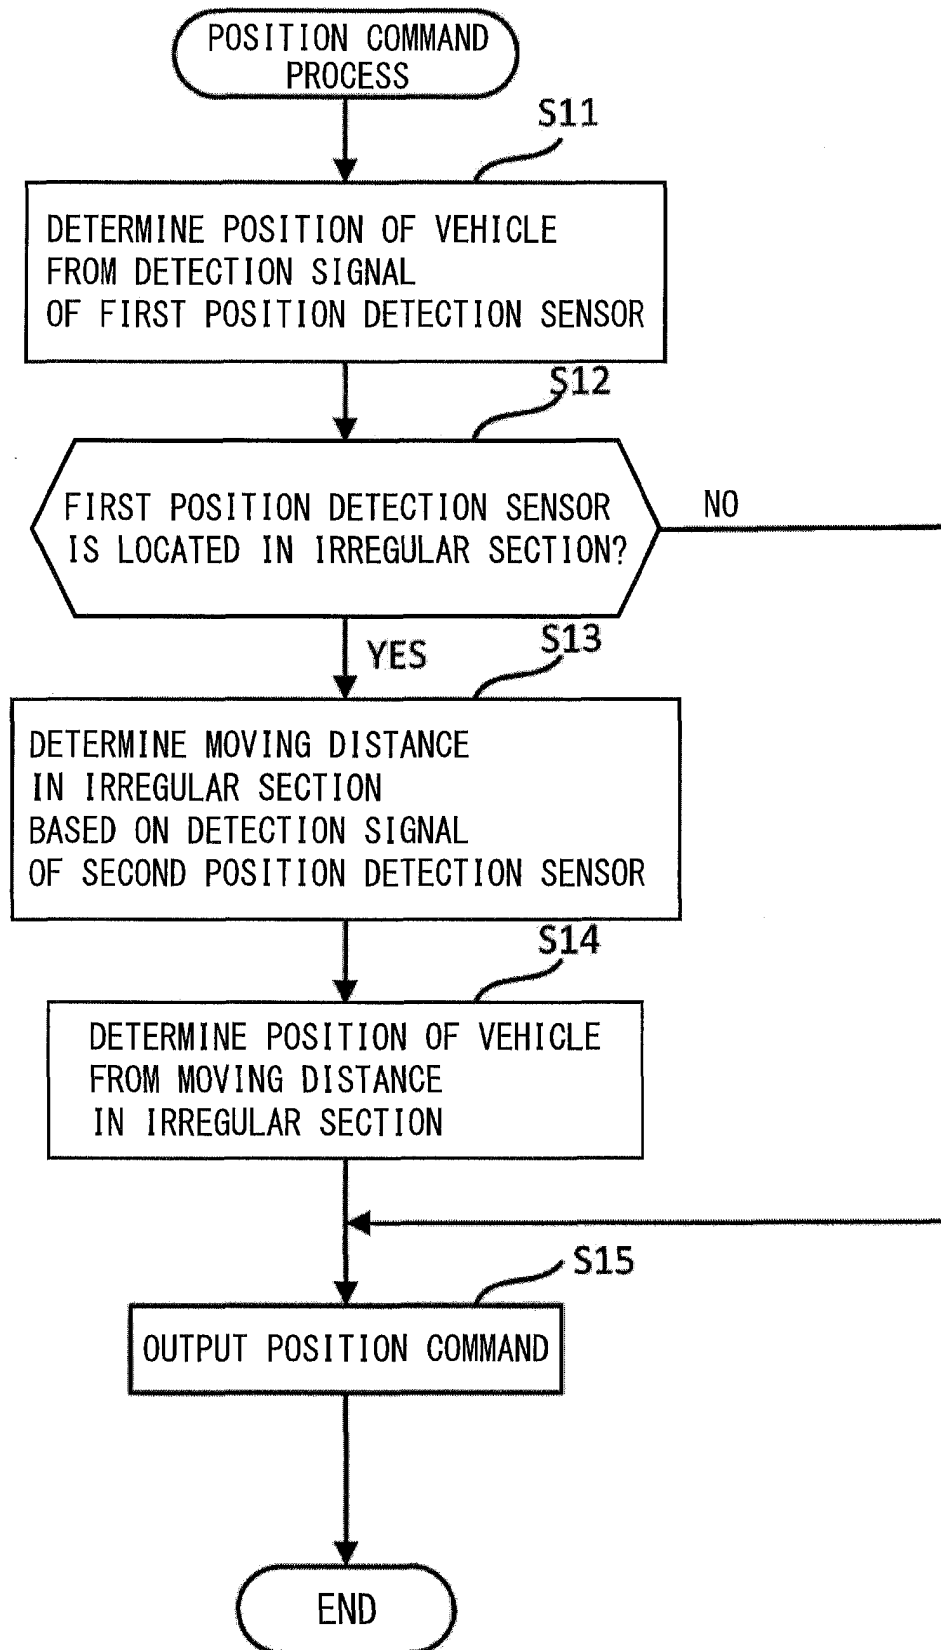 POSITION COMMAND
PROCESS
S11
DETERMINE POSITION OF VEHICLE
FROM DETECTION SIGNAL
OF FIRST POSITION DETECTION SENSOR
S12
FIRST POSITION DETECTION SENSOR
IS LOCATED IN IRREGULAR SECTION?
NO
YES
S13
DETERMINE MOVING DISTANCE
IN IRREGULAR SECTION
BASED ON DETECTION SIGNAL
OF SECOND POSITION DETECTION SENSOR
S14
DETERMINE POSITION OF VEHICLE
FROM MOVING DISTANCE
IN IRREGULAR SECTION
S15
OUTPUT POSITION COMMAND
END